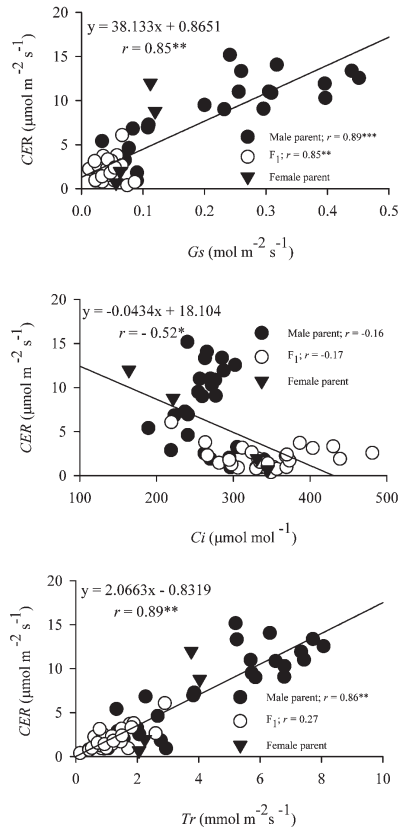 y = 38.133x + 0.8651
r = 0.85**
20
15
10
5
0
CER (µmol m-2 s-1)
Male parent; r = 0.89***
F1; r = 0.85**
Female parent
0.0 0.1 0.2 0.3 0.4 0.5
Gs (mol m-2 s-1)
y = -0.0434x + 18.104
r = - 0.52*
20
15
10
5
0
CER (µmol m-2 s-1)
Male parent; r = -0.16
F1; r = -0.17
Female parent
100 200 300 400 500
Ci (µmol mol-1)
y = 2.0663x - 0.8319
r = 0.89**
20
15
10
5
0
CER (µmol m-2 s-1)
Male parent; r = 0.86**
F1; r = 0.27
Female parent
0 2 4 6 8 10
Tr (mmol m-2s-1)